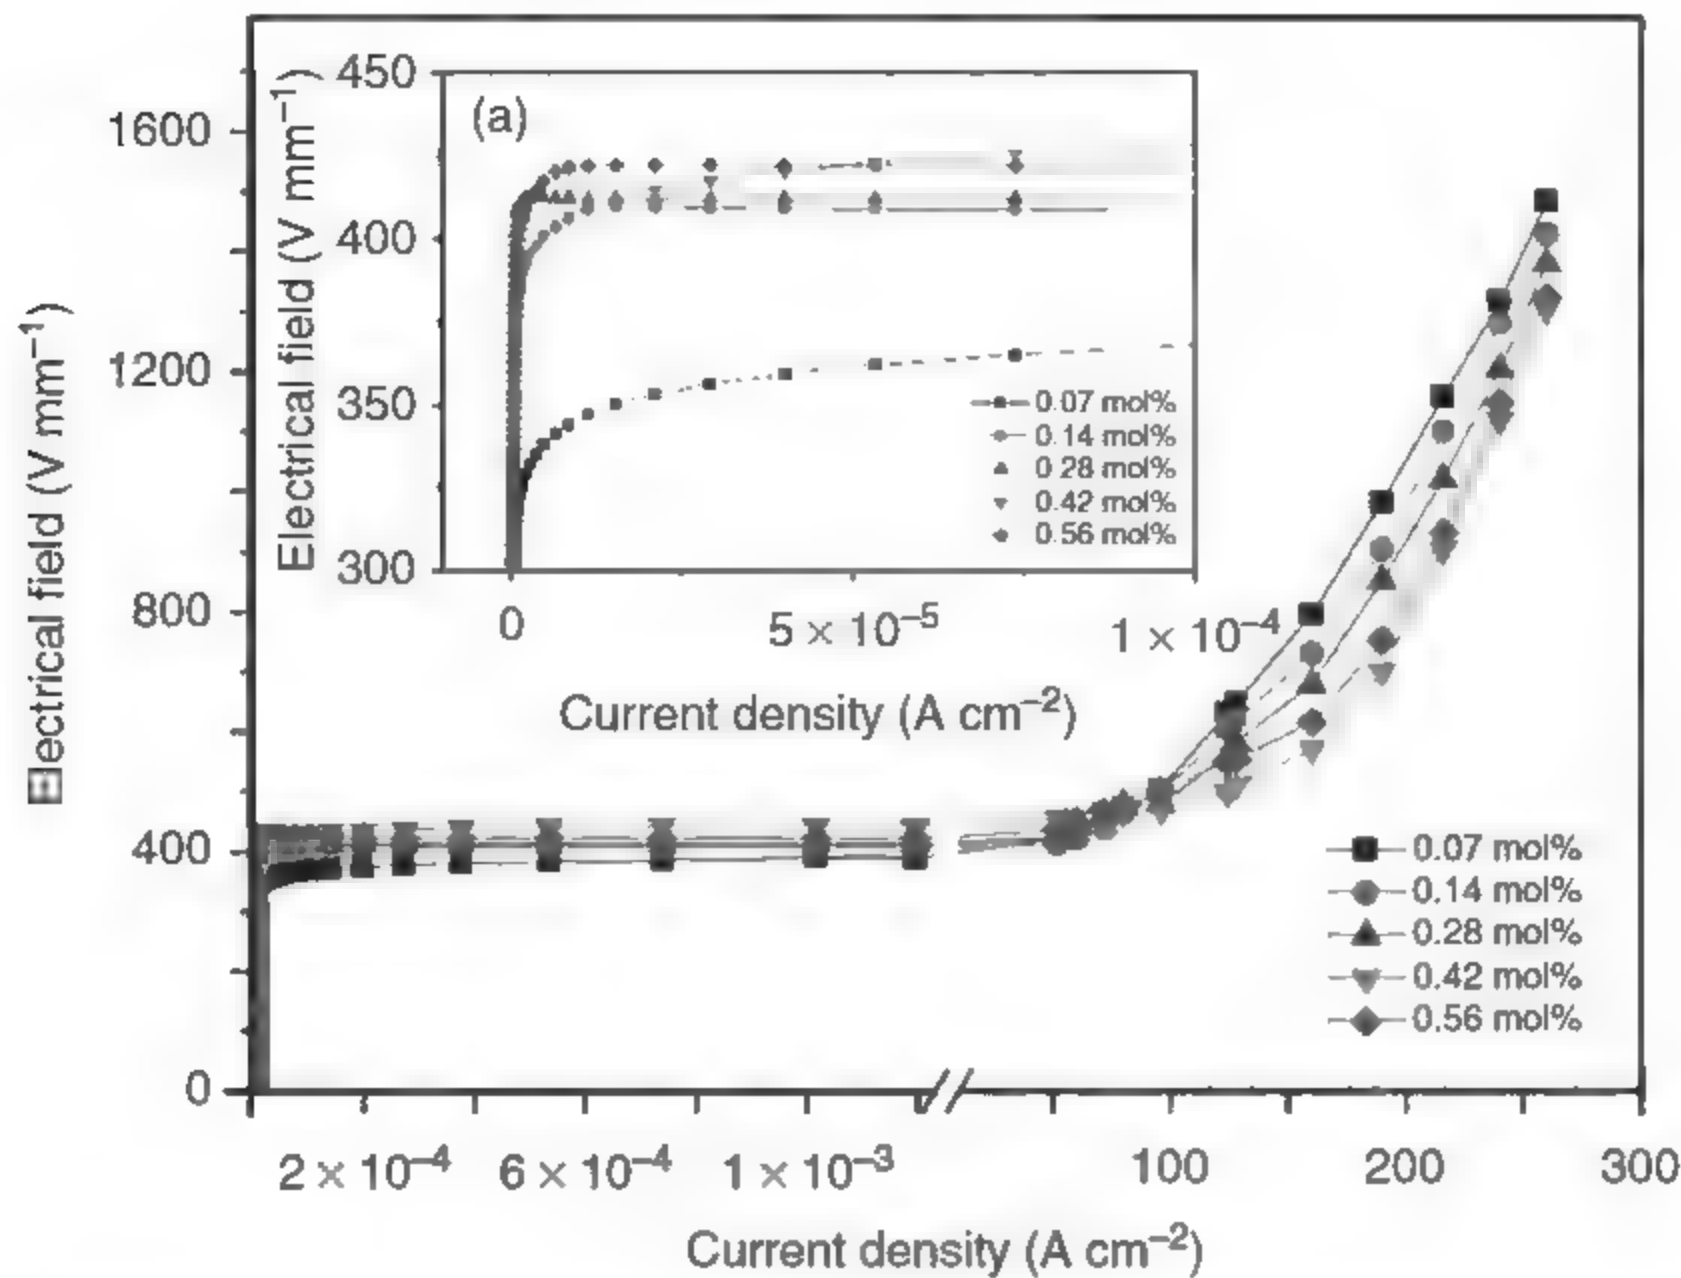 Electrical field (V mm⁻¹)
1600
1200
800
400
0
(a)
Electrical field (V mm⁻¹)
450
400
350
300
0
5 × 10⁻⁵
1 × 10⁻⁴
Current density (A cm⁻²)
0.07 mol%
0.14 mol%
0.28 mol%
0.42 mol%
0.56 mol%
0.07 mol%
0.14 mol%
0.28 mol%
0.42 mol%
0.56 mol%
2 × 10⁻⁴
6 × 10⁻⁴
1 × 10⁻³
100
200
300
Current density (A cm⁻²)